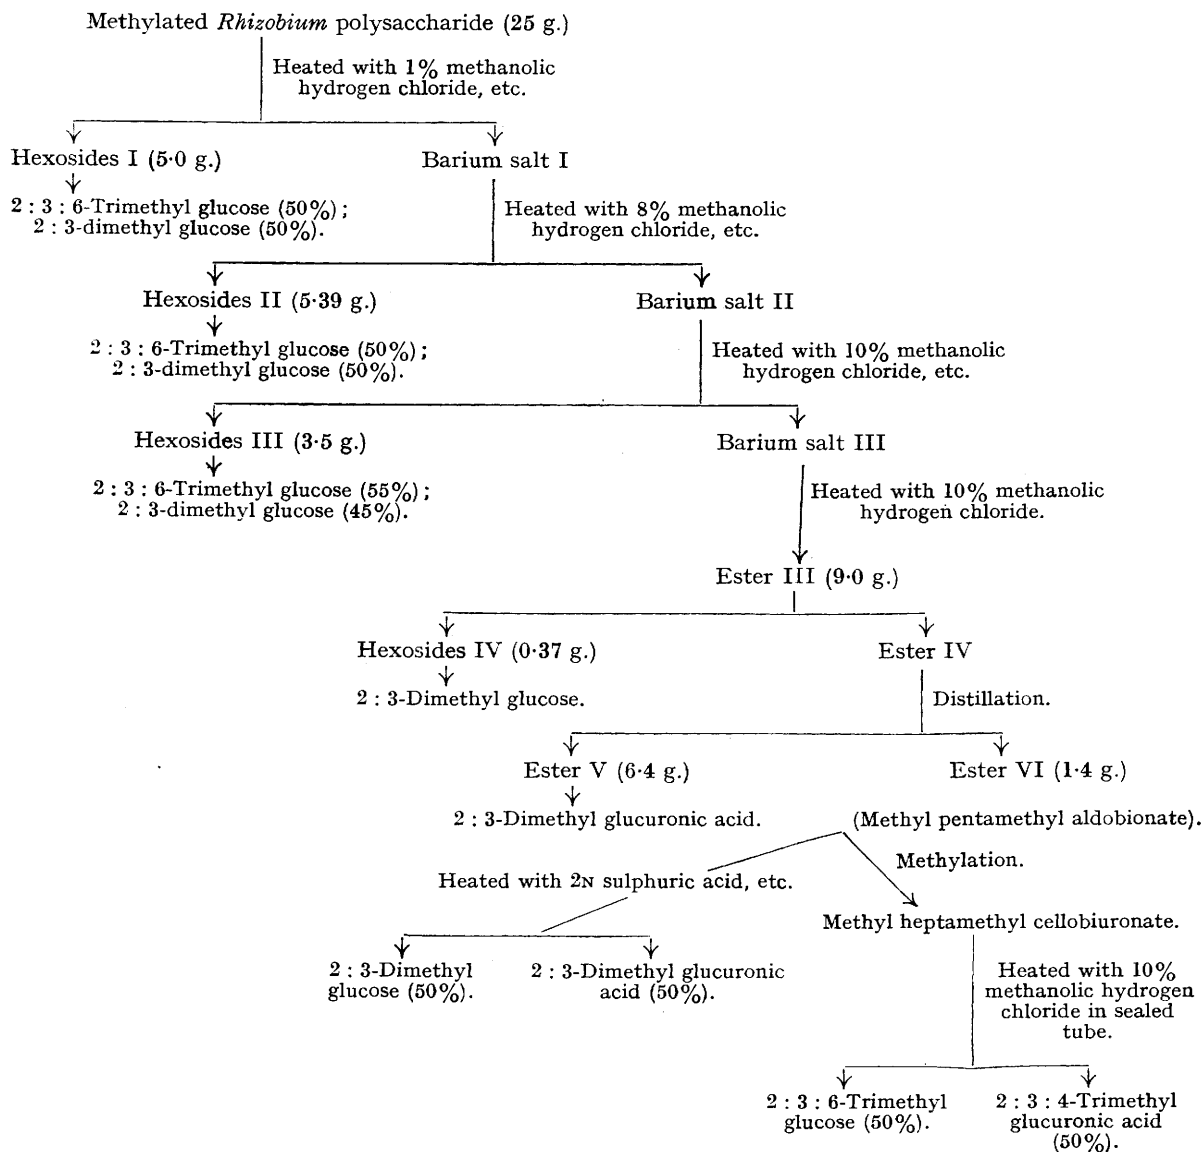 Methylated Rhizobium polysaccharide (25 g.)
Heated with 1% methanolic
hydrogen chloride, etc.
Hexosides I (5·0 g.)
Barium salt I
2 : 3 : 6-Trimethyl glucose (50%) ;
2 : 3-dimethyl glucose (50%).
Heated with 8% methanolic
hydrogen chloride, etc.
Hexosides II (5·39 g.)
Barium salt II
2 : 3 : 6-Trimethyl glucose (50%) ;
2 : 3-dimethyl glucose (50%).
Heated with 10% methanolic
hydrogen chloride, etc.
Hexosides III (3·5 g.)
Barium salt III
2 : 3 : 6-Trimethyl glucose (55%) ;
2 : 3-dimethyl glucose (45%).
Heated with 10% methanolic
hydrogen chloride.
Ester III (9·0 g.)
Hexosides IV (0·37 g.)
Ester IV
2 : 3-Dimethyl glucose.
Distillation.
Ester V (6·4 g.)
Ester VI (1·4 g.)
2 : 3-Dimethyl glucuronic acid.
(Methyl pentamethyl aldobionate).
Methylation.
Heated with 2N sulphuric acid, etc.
Methyl heptamethyl cellobiuronate.
2 : 3-Dimethyl
glucose (50%).
2 : 3-Dimethyl glucuronic
acid (50%).
Heated with 10%
methanolic hydrogen
chloride in sealed
tube.
2 : 3 : 6-Trimethyl
glucose (50%).
2 : 3 : 4-Trimethyl
glucuronic acid
(50%).